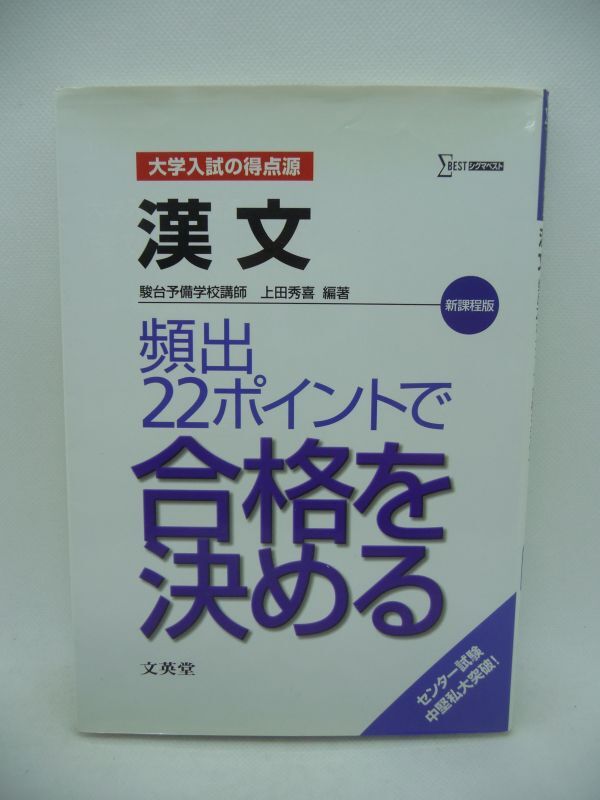 大学入試の得点源
ΣBEST シグマベスト
漢文
駿台予備学校講師 上田秀喜 編著
新課程版
頻出
22ポイントで
合格を
決める
センター試験
中堅私大突破!
文英堂